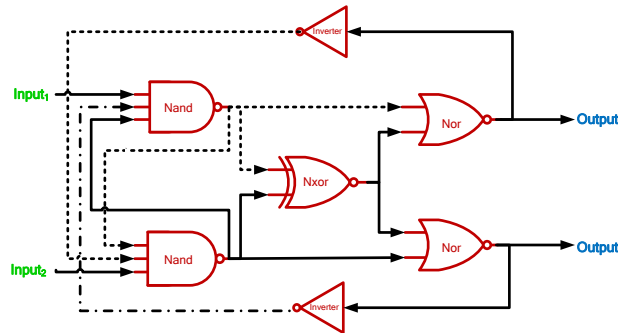 Inverter
Input1
Nand
Nor
Output
Nxor
Nand
Nor
Output
Input2
Inverter